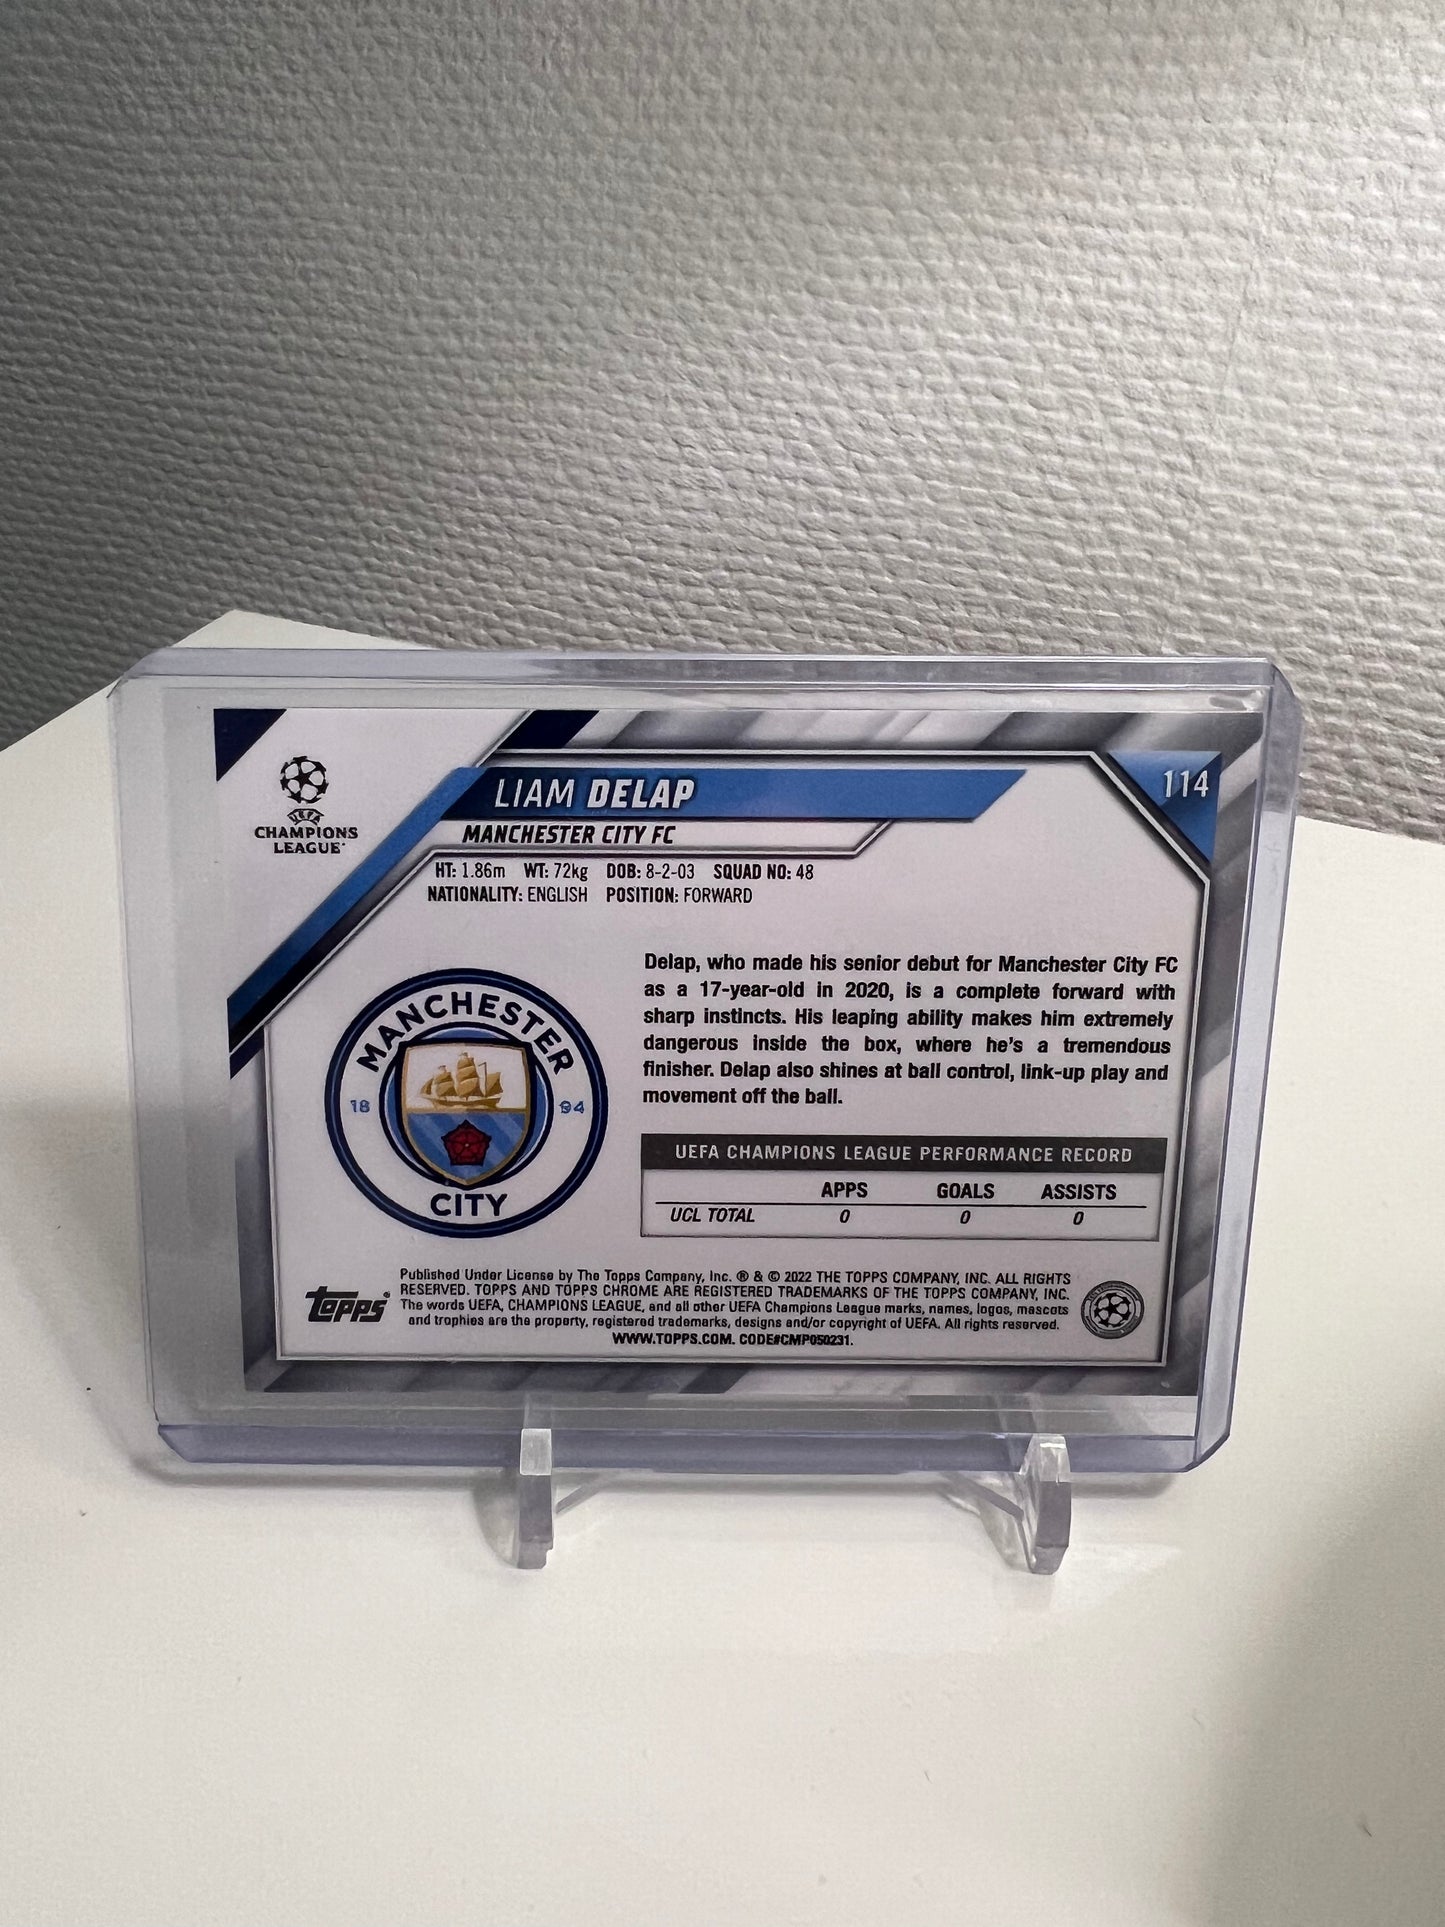 UEFA
CHAMPIONS
LEAGUE
LIAM DELAP
114
MANCHESTER CITY FC
HT: 1.86m WT: 72kg DOB: 8-2-03 SQUAD NO: 48
NATIONALITY: ENGLISH POSITION: FORWARD
Delap, who made his senior debut for Manchester City FC
as a 17-year-old in 2020, is a complete forward with
sharp instincts. His leaping ability makes him extremely
dangerous inside the box, where he's a tremendous
finisher. Delap also shines at ball control, link-up play and
movement off the ball.
MANCHESTER
18 94
CITY
UEFA CHAMPIONS LEAGUE PERFORMANCE RECORD
APPS GOALS ASSISTS
UCL TOTAL 0 0 0
topps®
Published Under License by The Topps Company, Inc. ® & © 2022 THE TOPPS COMPANY, INC. ALL RIGHTS
RESERVED. TOPPS AND TOPPS CHROME ARE REGISTERED TRADEMARKS OF THE TOPPS COMPANY, INC.
The words UEFA, CHAMPIONS LEAGUE, and all other UEFA Champions League marks, names, logos, mascots
and trophies are the property, registered trademarks, designs and/or copyright of UEFA. All rights reserved.
WWW.TOPPS.COM. CODE#CMP050231.